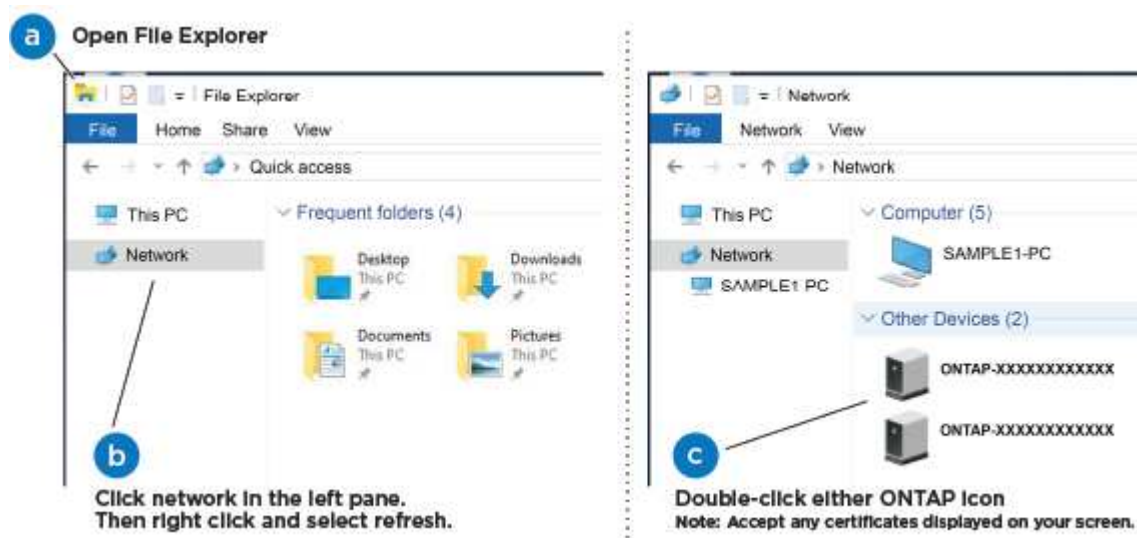 a Open File Explorer
File Explorer
File Home Share View
Quick access
This PC
Network
Frequent folders (4)
Desktop
This PC
Downloads
This PC
Documents
This PC
Pictures
This PC
b
Click network in the left pane.
Then right click and select refresh.
Network
File Network View
Network
This PC
Network
SAMPLE1 PC
Computer (5)
SAMPLE1-PC
Other Devices (2)
ONTAP-XXXXXXXXXXXX
ONTAP-XXXXXXXXXXXX
c
Double-click either ONTAP icon
Note: Accept any certificates displayed on your screen.